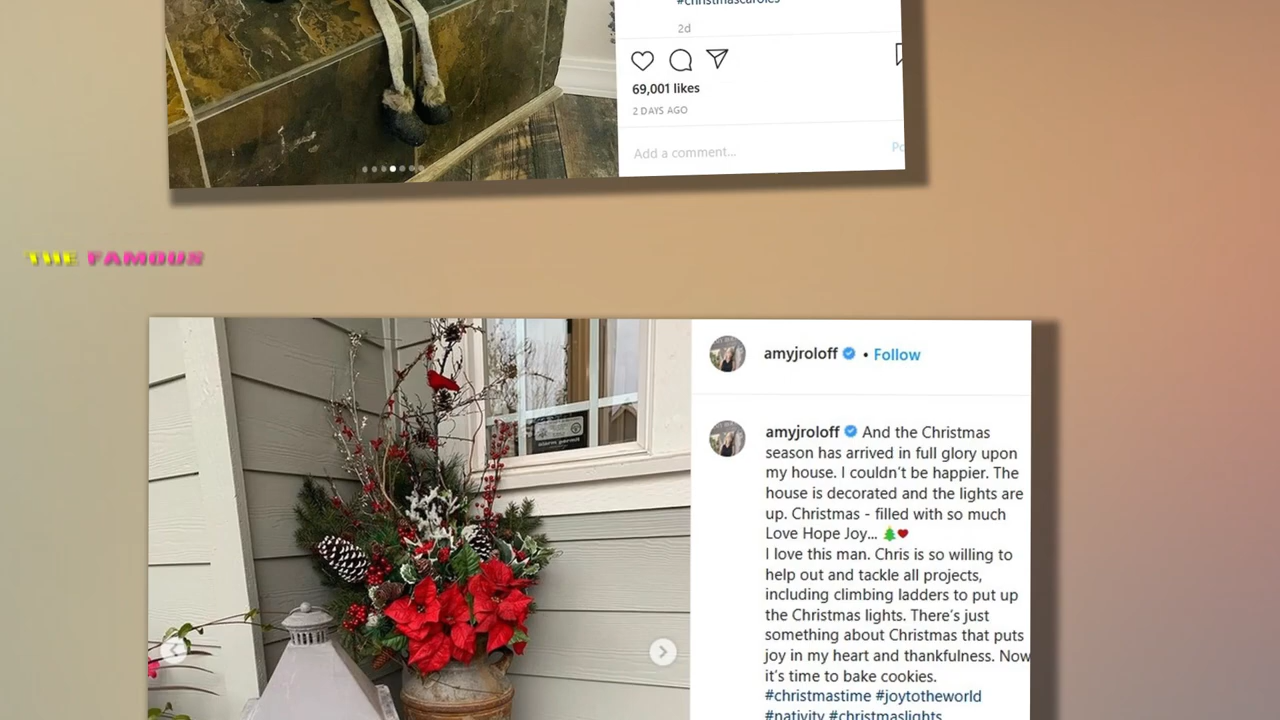 #christmascaroles
2d
69,001 likes
2 DAYS AGO
Add a comment...
THE FAMOUS
amyjroloff • Follow
amyjroloff And the Christmas
season has arrived in full glory upon
my house. I couldn't be happier. The
house is decorated and the lights are
up. Christmas - filled with so much
Love Hope Joy... 🎄❤
I love this man. Chris is so willing to
help out and tackle all projects,
including climbing ladders to put up
the Christmas lights. There's just
something about Christmas that puts
joy in my heart and thankfulness. Now
it's time to bake cookies.
#christmastime #joytotheworld
#nativity #christmaslights